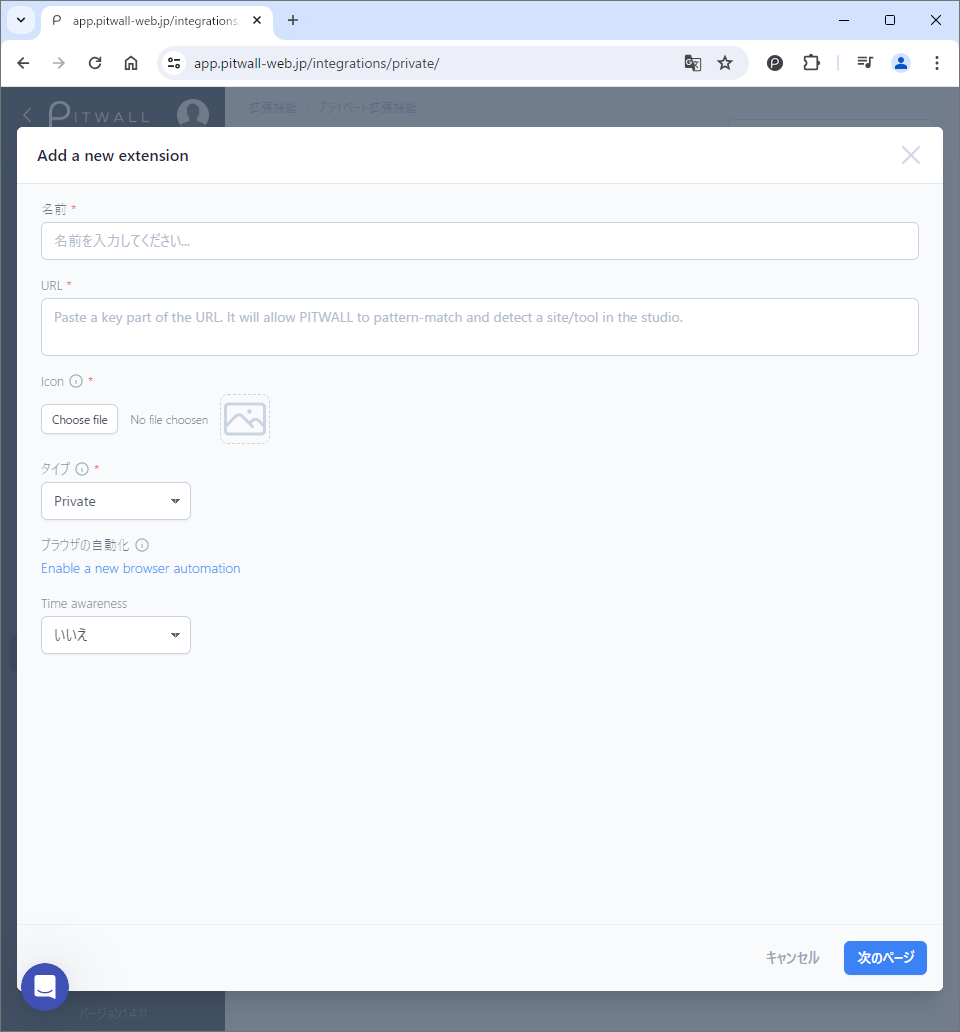 app.pitwall-web.jp/integrations
app.pitwall-web.jp/integrations/private/
PITWALL
拡張機能 / プライベート拡張機能
Add a new extension
名前 *
名前を入力してください...
URL *
Paste a key part of the URL. It will allow PITWALL to pattern-match and detect a site/tool in the studio.
Icon *
Choose file No file choosen
タイプ *
Private
ブラウザの自動化
Enable a new browser automation
Time awareness
いいえ
キャンセル 次のページ
バージョン1.4.11